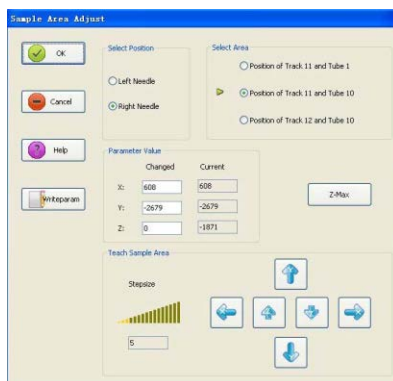 Sample Area Adjust
OK
Cancel
Help
Writeparam
Select Position
Left Needle
Right Needle
Select Area
Position of Track 11 and Tube 1
Position of Track 11 and Tube 10
Position of Track 12 and Tube 10
Parameter Value
Changed Current
X: 608 608
Y: -2679 -2679
Z: 0 -1871
Z-Max
Teach Sample Area
Stepsize
5